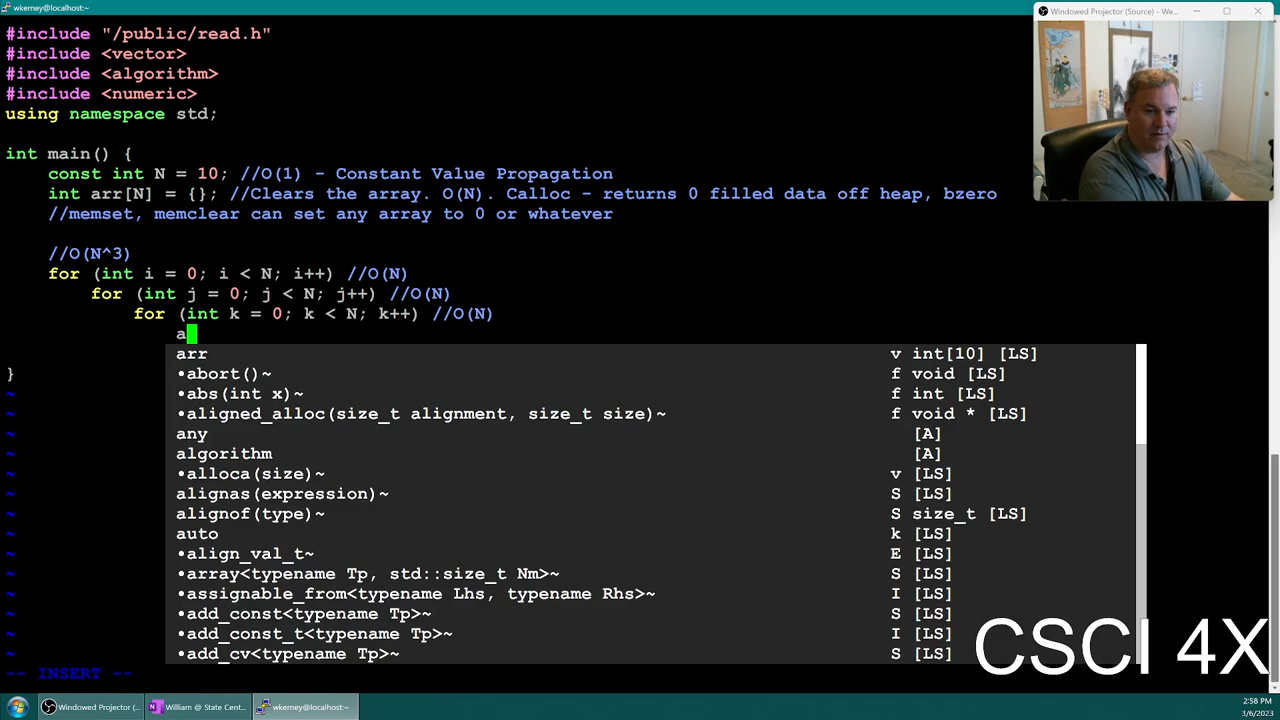 wkerney@localhost:~
Windowed Projector (Source) - We...
#include "/public/read.h"
#include <vector>
#include <algorithm>
#include <numeric>
using namespace std;
int main() {
const int N = 10; //O(1) - Constant Value Propagation
int arr[N] = {}; //Clears the array. O(N). Calloc - returns 0 filled data off heap, bzero
//memset, memclear can set any array to 0 or whatever
//O(N^3)
for (int i = 0; i < N; i++) //O(N)
for (int j = 0; j < N; j++) //O(N)
for (int k = 0; k < N; k++) //O(N)
a
arr v int[10] [LS]
•abort()~ f void [LS]
} •abs(int x)~ f int [LS]
~ •aligned_alloc(size_t alignment, size_t size)~ f void * [LS]
~ any [A]
~ algorithm [A]
~ •alloca(size)~ v [LS]
~ alignas(expression)~ S [LS]
~ alignof(type)~ S size_t [LS]
~ auto k [LS]
~ •align_val_t~ E [LS]
~ •array<typename Tp, std::size_t Nm>~ S [LS]
~ •assignable_from<typename Lhs, typename Rhs>~ I [LS]
~ •add_const<typename Tp>~ S [LS]
~ •add_const_t<typename Tp>~ I [LS]
~ •add_cv<typename Tp>~ S [LS]
-- INSERT --
CSCI 4X
Windowed Projector (...
William @ State Cent...
wkerney@localhost:~
2:58 PM
3/6/2023